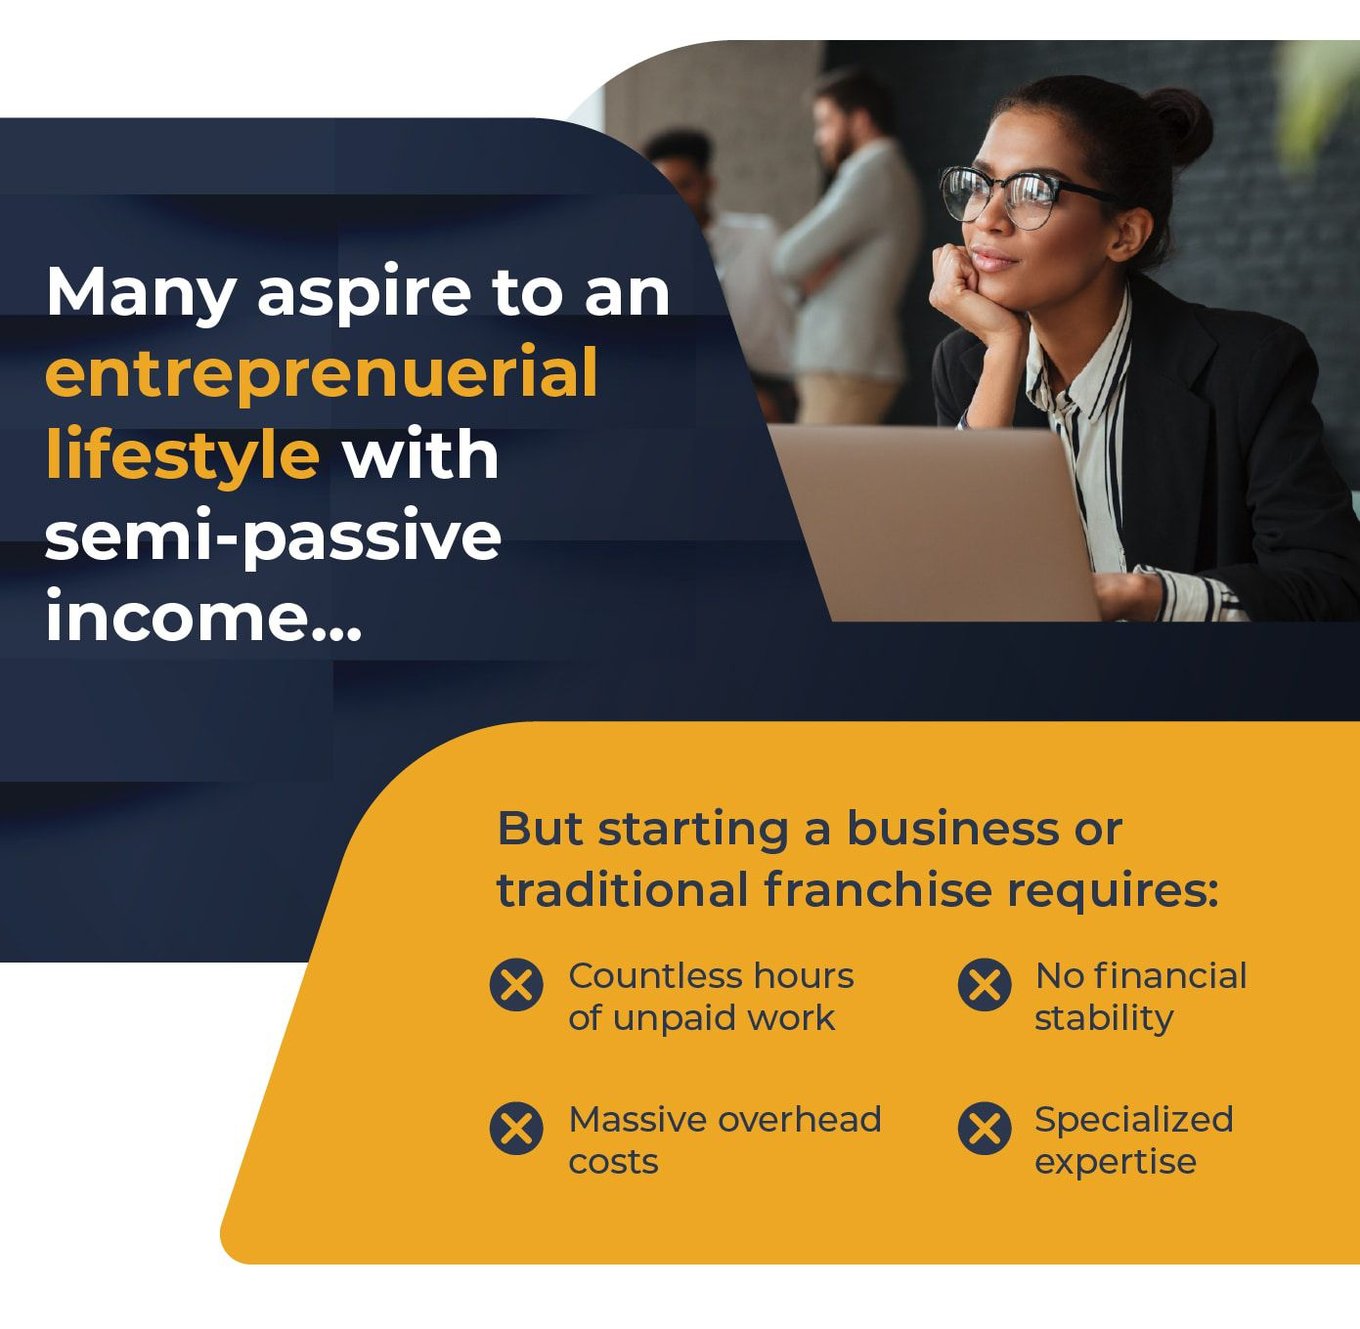 Many aspire to an
entreprenuerial
lifestyle with
semi-passive
income...
But starting a business or
traditional franchise requires:
Countless hours
of unpaid work
No financial
stability
Massive overhead
costs
Specialized
expertise